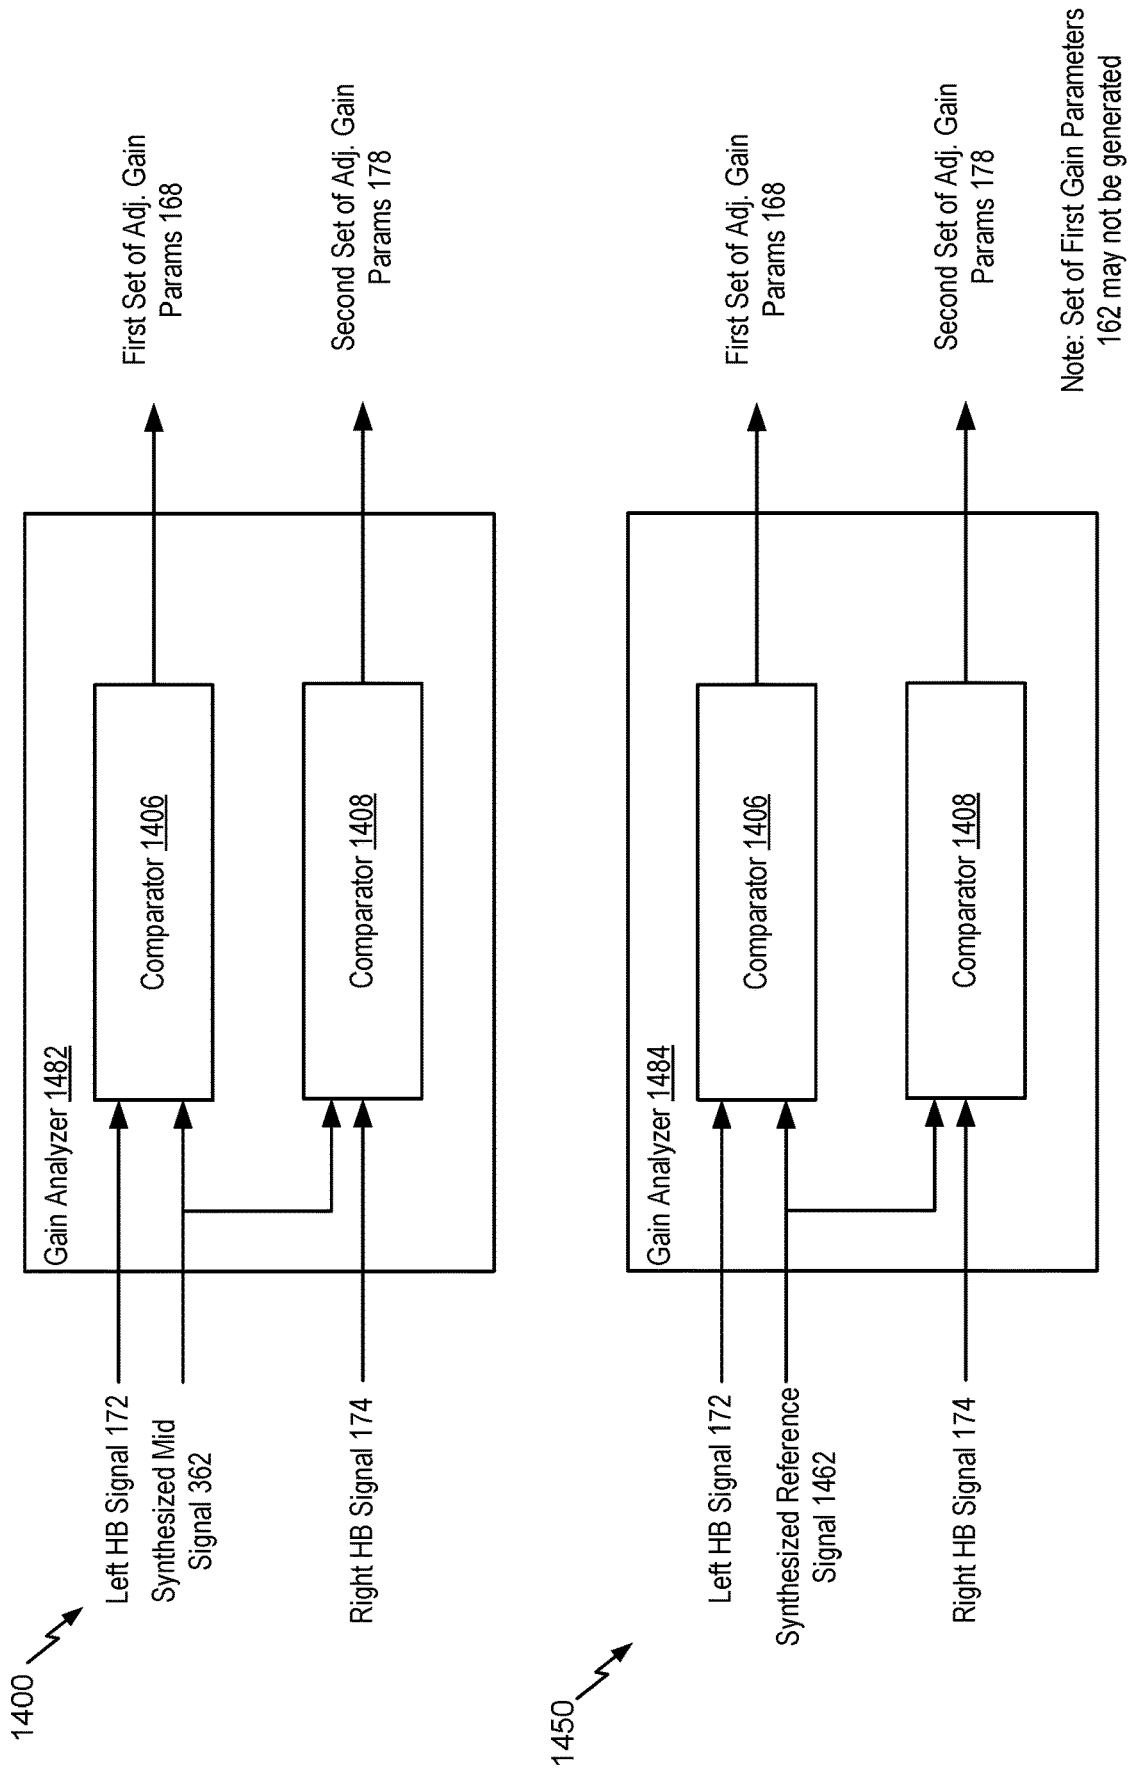 1400
Left HB Signal 172
Synthesized Mid
Signal 362
Right HB Signal 174
Gain Analyzer 1482
Comparator 1406
Comparator 1408
First Set of Adj. Gain
Params 168
Second Set of Adj. Gain
Params 178
1450
Left HB Signal 172
Synthesized Reference
Signal 1462
Right HB Signal 174
Gain Analyzer 1484
Comparator 1406
Comparator 1408
First Set of Adj. Gain
Params 168
Second Set of Adj. Gain
Params 178
Note: Set of First Gain Parameters
162 may not be generated